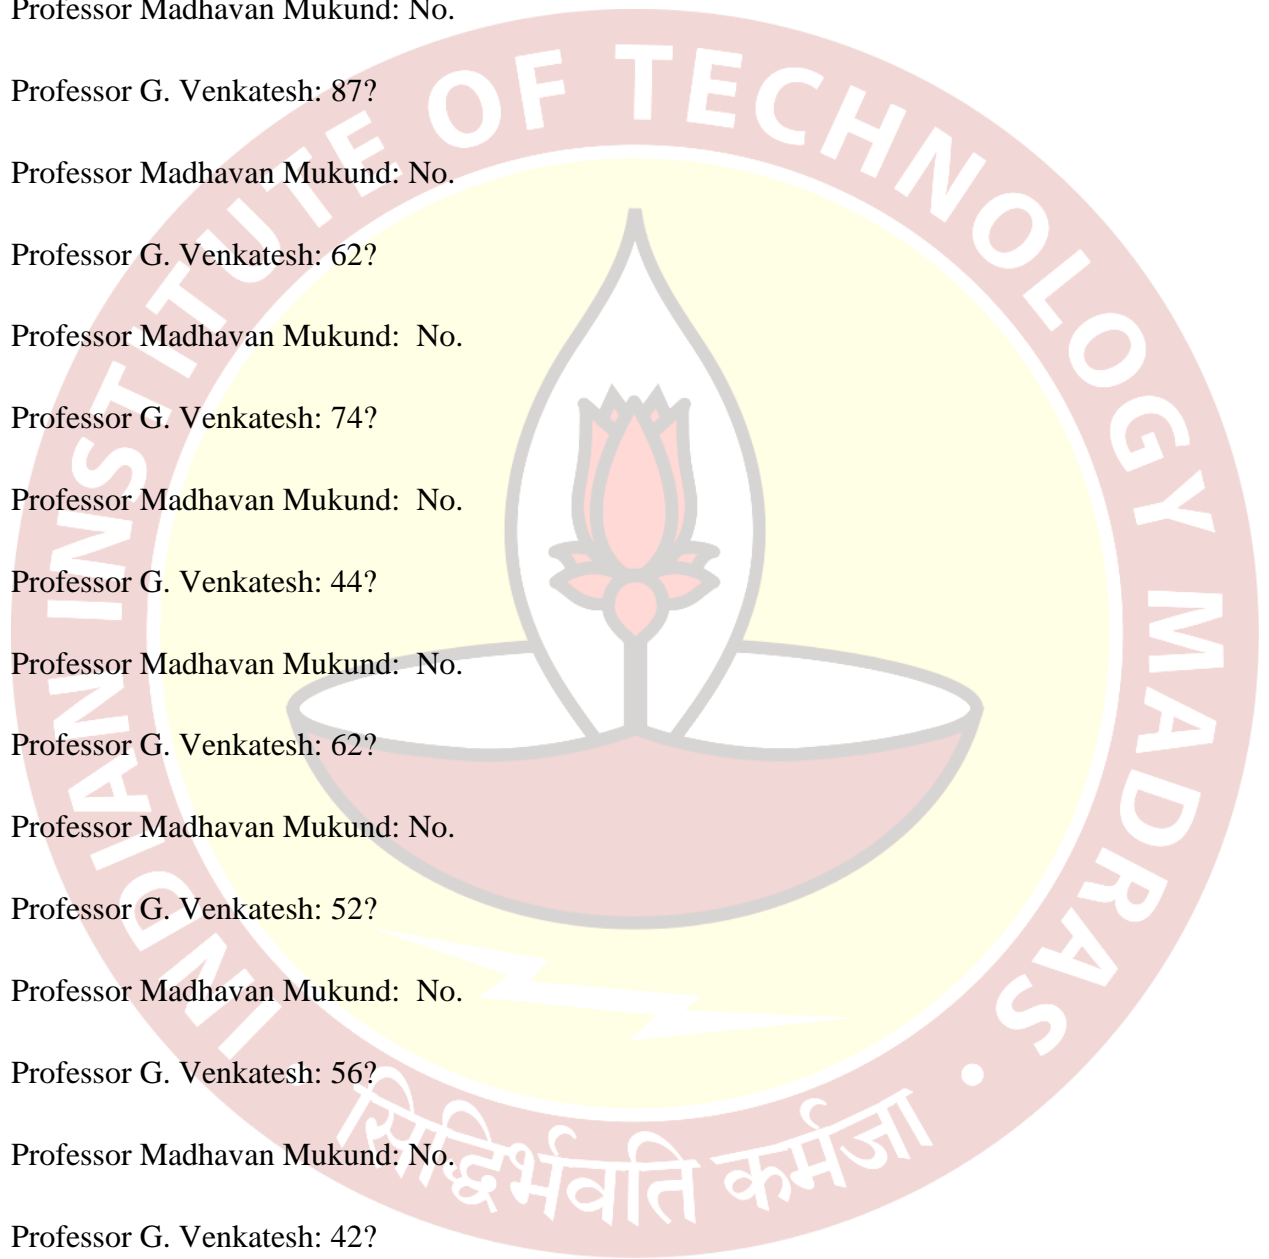 Professor Madhavan Mukund: No.
Professor G. Venkatesh: 87?
Professor Madhavan Mukund: No.
Professor G. Venkatesh: 62?
Professor Madhavan Mukund:  No.
Professor G. Venkatesh: 74?
Professor Madhavan Mukund:  No.
Professor G. Venkatesh: 44?
Professor Madhavan Mukund:  No.
Professor G. Venkatesh: 62?
Professor Madhavan Mukund: No.
Professor G. Venkatesh: 52?
Professor Madhavan Mukund:  No.
Professor G. Venkatesh: 56?
Professor Madhavan Mukund: No.
Professor G. Venkatesh: 42?
INDIAN INSTITUTE OF TECHNOLOGY MADRAS
सिद्धिर्भवति कर्मजा